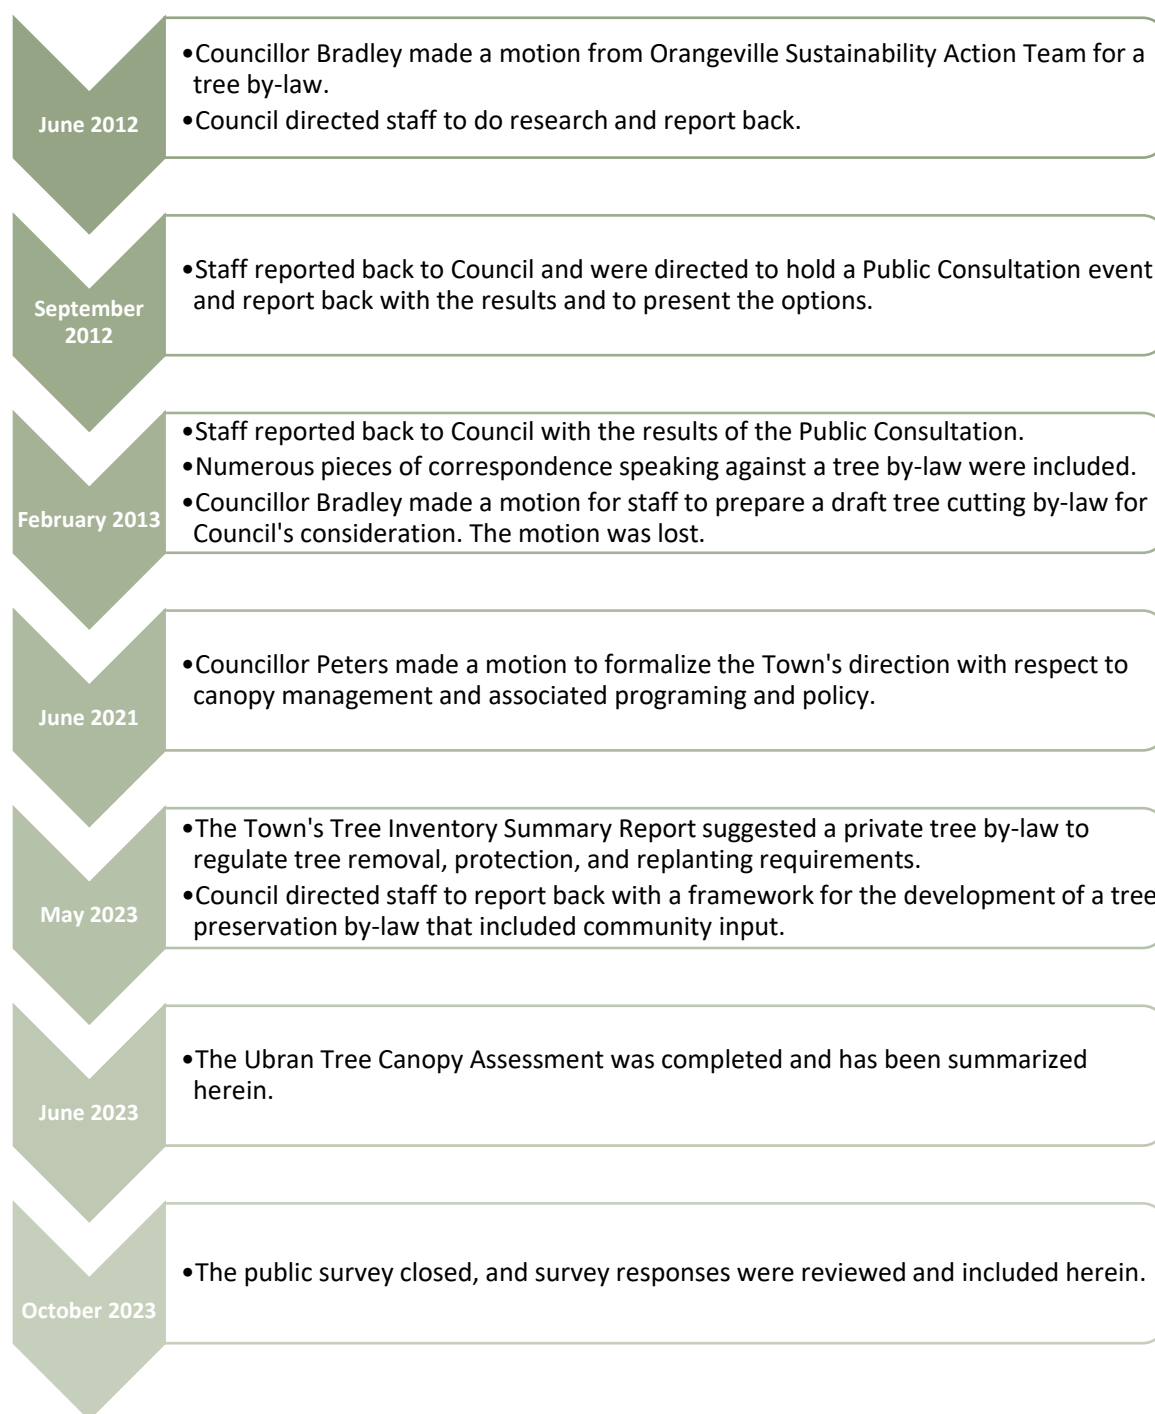 June 2012
•Councillor Bradley made a motion from Orangeville Sustainability Action Team for a
tree by-law.
•Council directed staff to do research and report back.
September
2012
•Staff reported back to Council and were directed to hold a Public Consultation event
and report back with the results and to present the options.
February 2013
•Staff reported back to Council with the results of the Public Consultation.
•Numerous pieces of correspondence speaking against a tree by-law were included.
•Councillor Bradley made a motion for staff to prepare a draft tree cutting by-law for
Council's consideration. The motion was lost.
June 2021
•Councillor Peters made a motion to formalize the Town's direction with respect to
canopy management and associated programing and policy.
May 2023
•The Town's Tree Inventory Summary Report suggested a private tree by-law to
regulate tree removal, protection, and replanting requirements.
•Council directed staff to report back with a framework for the development of a tree
preservation by-law that included community input.
June 2023
•The Ubran Tree Canopy Assessment was completed and has been summarized
herein.
October 2023
•The public survey closed, and survey responses were reviewed and included herein.